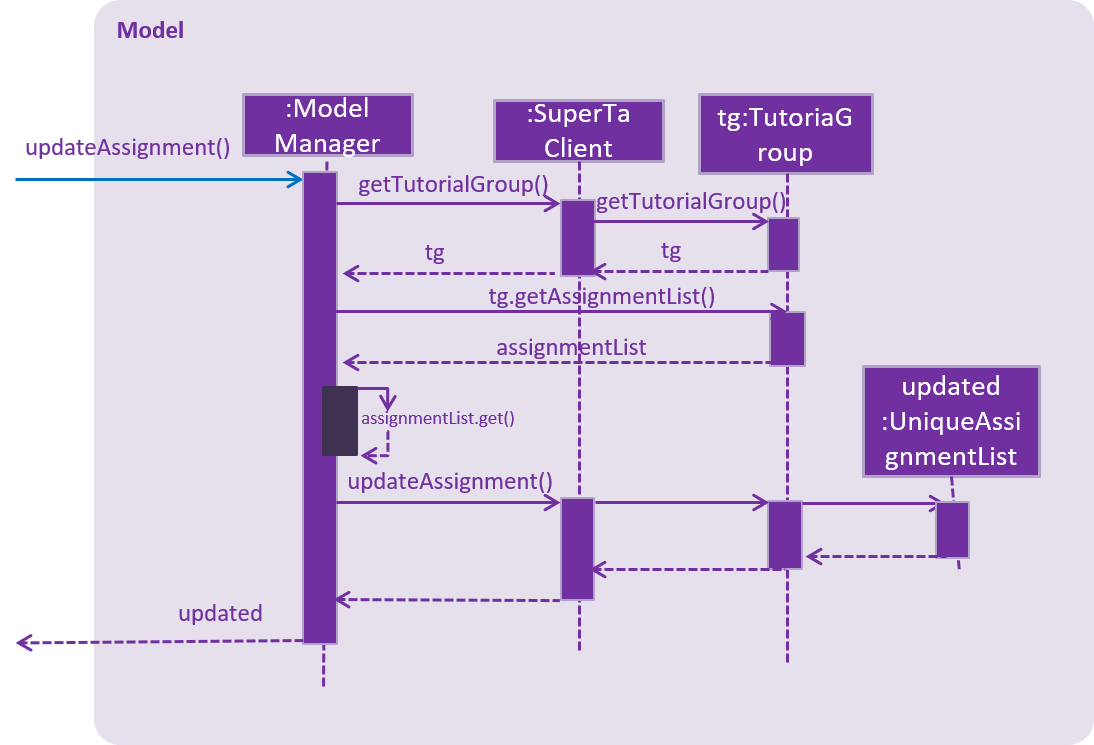 Model
:Model
Manager
:SuperTa
Client
tg:TutoriaG
roup
updateAssignment()
getTutorialGroup()
getTutorialGroup()
tg
tg
tg.getAssignmentList()
assignmentList
updated
:UniqueAssi
gnmentList
assignmentList.get()
updateAssignment()
updated